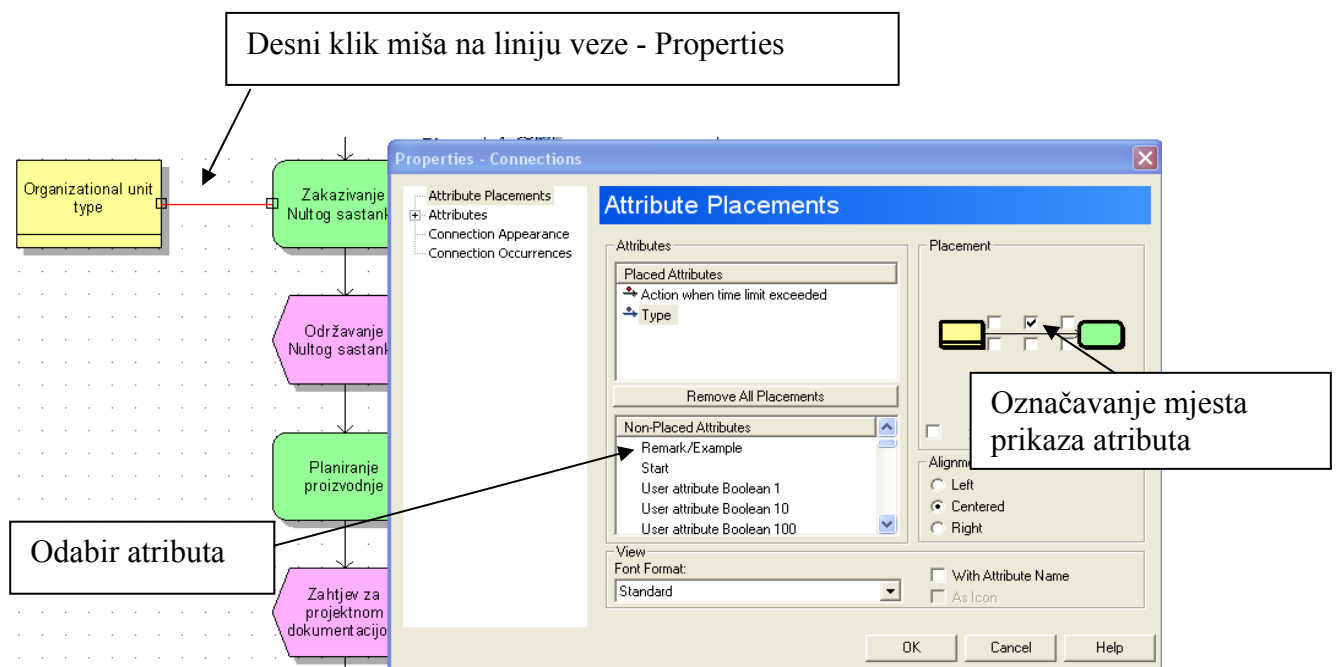 Desni klik miša na liniju veze - Properties
Organizational unit
type
Zakazivanje
Nultog
Održavanje
Nultog
Planiranje
proizvodnje
Zahtjev za
projektnom
Properties - Connections
Attribute Placements
Attributes
Connection Appearance
Connection Occurrences
Attribute Placements
Attributes
Placed Attributes
Action when time limit exceeded
Type
Remove All Placements
Non-Placed Attributes
Remark/Example
Start
User attribute Boolean 1
User attribute Boolean 10
User attribute Boolean 100
Placement
Označavanje mjesta
prikaza atributa
Left
Centered
Right
Odabir atributa
View
Font Format:
Standard
With Attribute Name
As Icon
OK
Cancel
Help